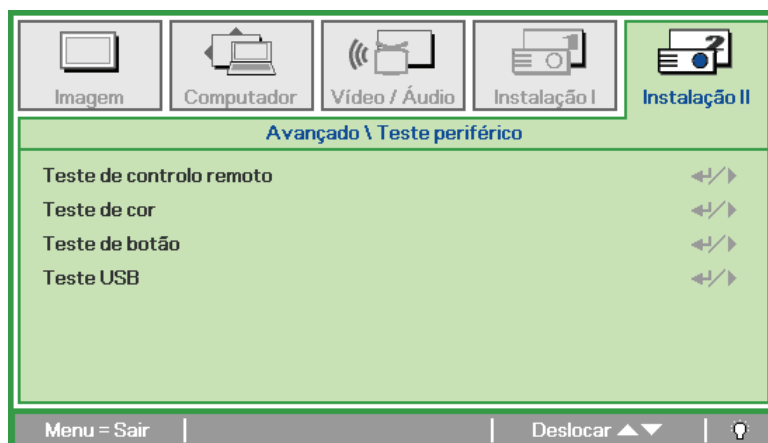 Imagem
Computador
Vídeo / Áudio
Instalação I
Instalação II
Avançado \ Teste periférico
Teste de controlo remoto
Teste de cor
Teste de botão
Teste USB
Menu = Sair
Deslocar ▲▼